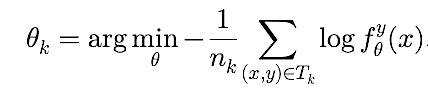 θ_k = arg min_θ − 1/n_k ∑_{(x,y)∈T_k} log f_θ^y(x).